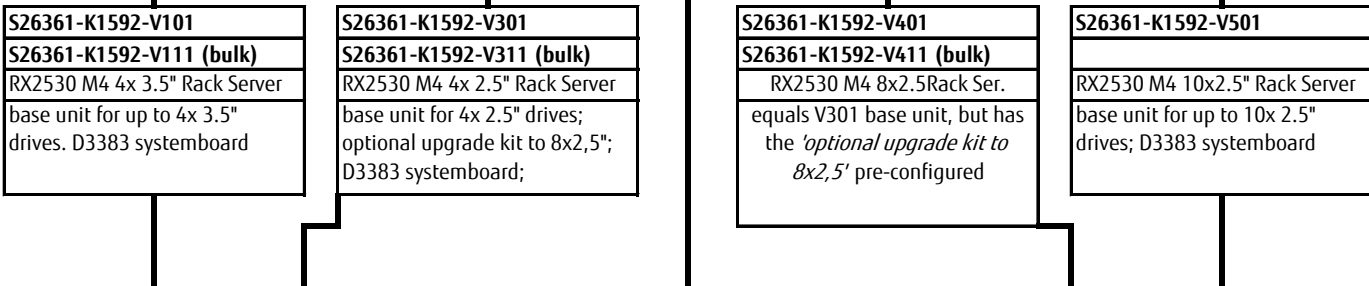 S26361-K1592-V101
S26361-K1592-V111 (bulk)
RX2530 M4 4x 3.5" Rack Server
base unit for up to 4x 3.5"
drives. D3383 systemboard
S26361-K1592-V301
S26361-K1592-V311 (bulk)
RX2530 M4 4x 2.5" Rack Server
base unit for 4x 2.5" drives;
optional upgrade kit to 8x2,5";
D3383 systemboard;
S26361-K1592-V401
S26361-K1592-V411 (bulk)
RX2530 M4 8x2.5Rack Ser.
equals V301 base unit, but has
the 'optional upgrade kit to
8x2,5' pre-configured
S26361-K1592-V501
RX2530 M4 10x2.5" Rack Server
base unit for up to 10x 2.5"
drives; D3383 systemboard